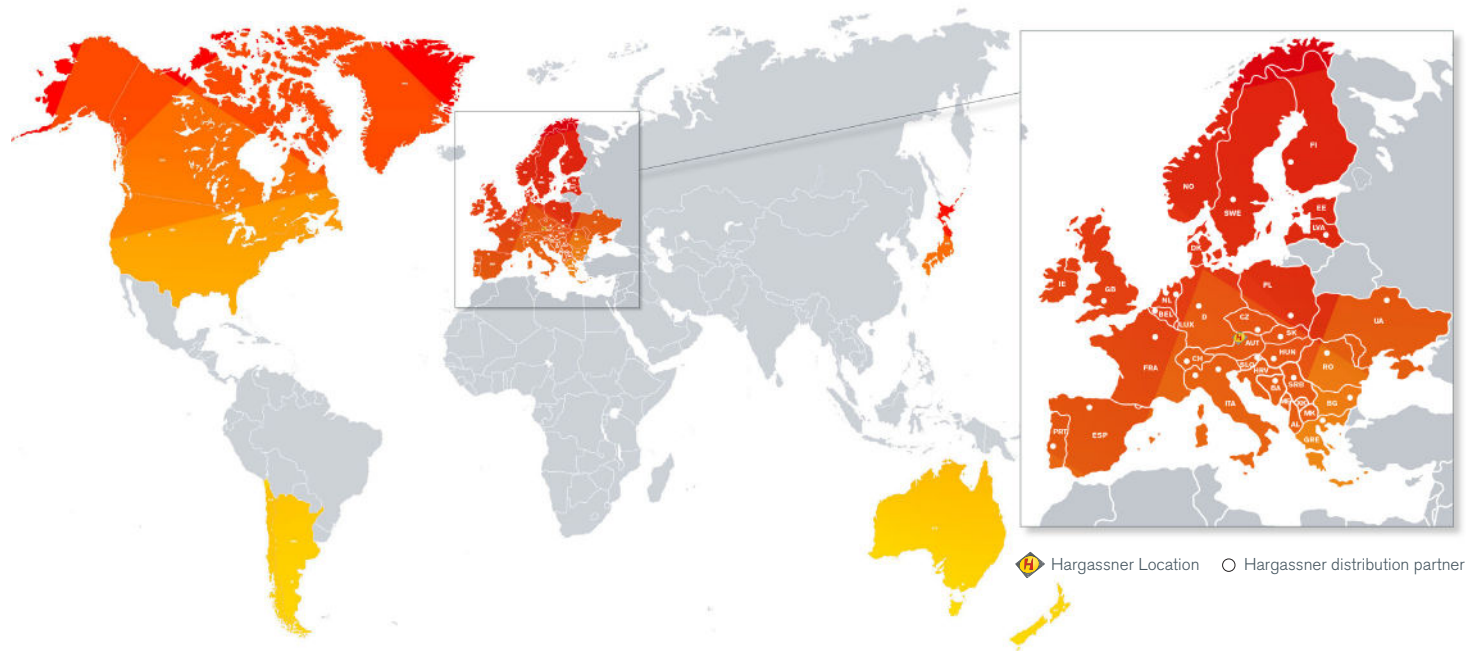 FI
NO
SWE
EE
LVA
DK
IE
GB
NL
BEL
LUX
D
PL
CZ
UA
SK
AUT
CH
HUN
SLO
HRV
RO
FRA
BA
SRB
ITA
BG
MK
AL
GRE
PRT
ESP
H
Hargassner Location
Hargassner distribution partner